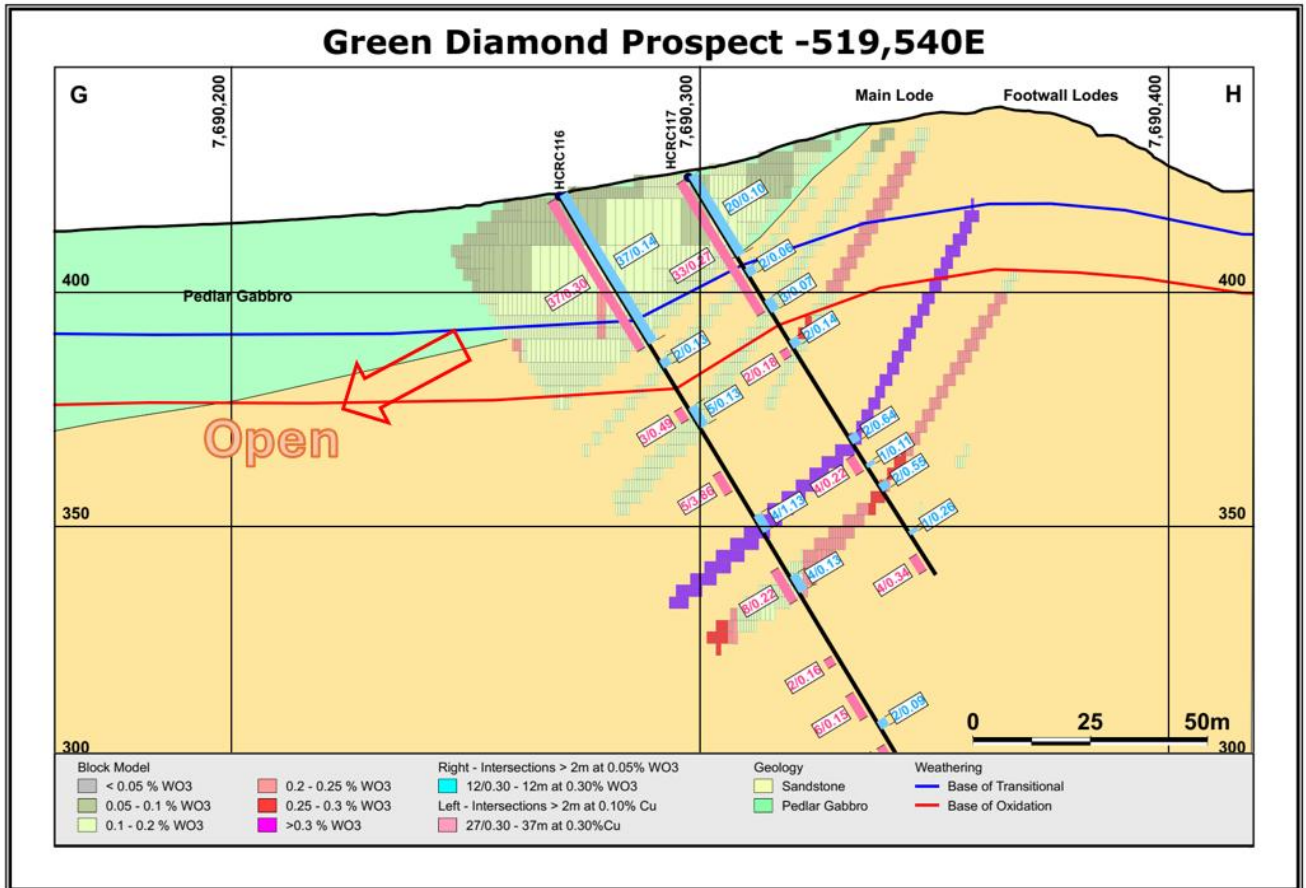 Green Diamond Prospect -519,540E
G
7,690,200
HCRC116
HCRC117
7,690,300
Main Lode
Footwall Lodes
7,690,400
H
20/0.10
37/0.14
33/0.27
2/0.06
37/0.30
3/0.07
400
Pedlar Gabbro
400
2/0.14
2/0.13
2/0.18
5/0.13
3/0.49
Open
2/0.64
1/0.11
2/0.55
4/0.22
5/3.86
4/1.13
1/0.26
350
350
4/0.13
4/0.34
8/0.22
2/0.16
6/0.15
2/0.09
0 25 50m
300
300
Block Model
< 0.05 % WO3
0.05 - 0.1 % WO3
0.1 - 0.2 % WO3
0.2 - 0.25 % WO3
0.25 - 0.3 % WO3
>0.3 % WO3
Right - Intersections > 2m at 0.05% WO3
12/0.30 - 12m at 0.30% WO3
Left - Intersections > 2m at 0.10% Cu
27/0.30 - 37m at 0.30%Cu
Geology
Sandstone
Pedlar Gabbro
Weathering
Base of Transitional
Base of Oxidation